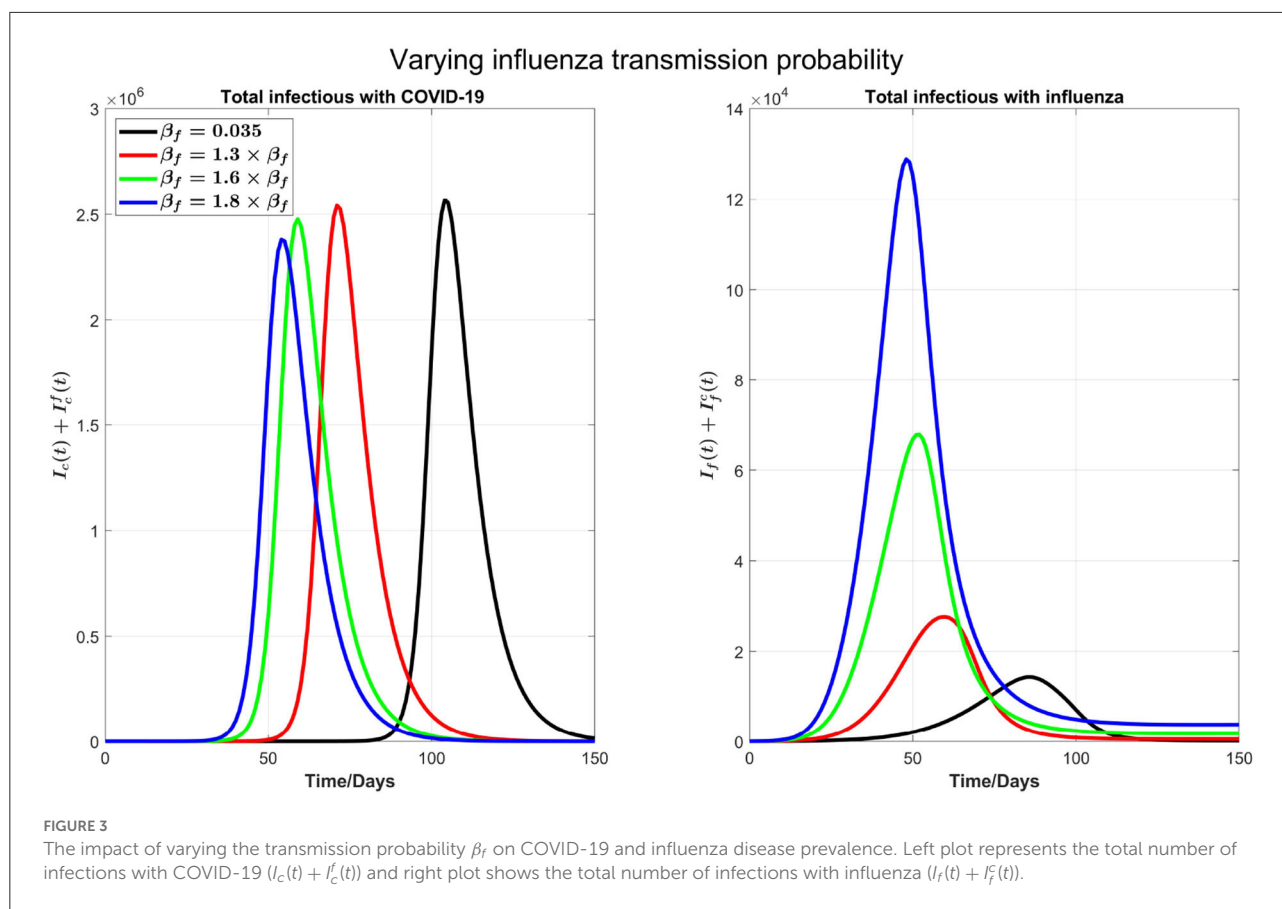 Varying influenza transmission probability
Total infectious with COVID-19
×10⁶
3
2.5
2
1.5
1
0.5
0
β_f = 0.035
β_f = 1.3 × β_f
β_f = 1.6 × β_f
β_f = 1.8 × β_f
I_c(t) + I_c^f(t)
0 50 100 150
Time/Days
Total infectious with influenza
×10⁴
14
12
10
8
6
4
2
0
I_f(t) + I_f^c(t)
0 50 100 150
Time/Days
FIGURE 3
The impact of varying the transmission probability β_f on COVID-19 and influenza disease prevalence. Left plot represents the total number of
infections with COVID-19 (I_c(t) + I_c^f(t)) and right plot shows the total number of infections with influenza (I_f(t) + I_f^c(t)).